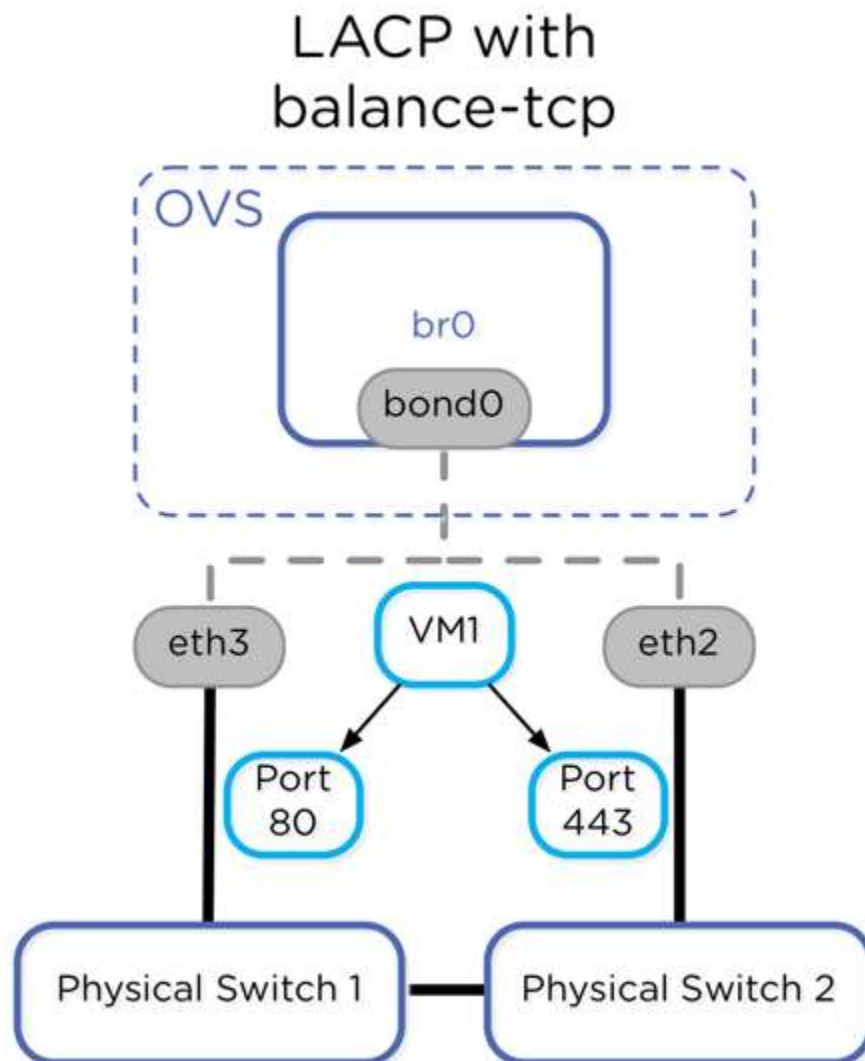 LACP with
balance-tcp
OVS
br0
bond0
eth3
VM1
eth2
Port
80
Port
443
Physical Switch 1
Physical Switch 2